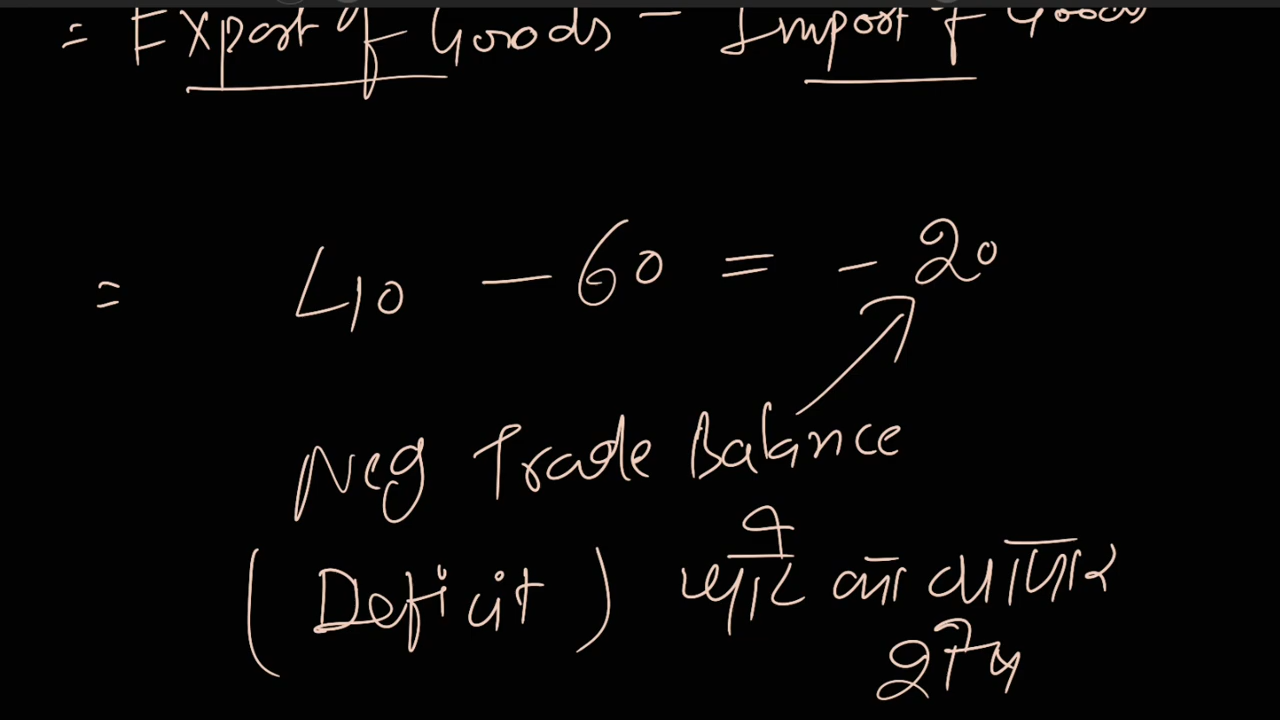 = Export of Goods - Import of Goods
= 40 - 60 = - 20
Neg Trade Balance
(Deficit) घाटे का व्यापार
शेष